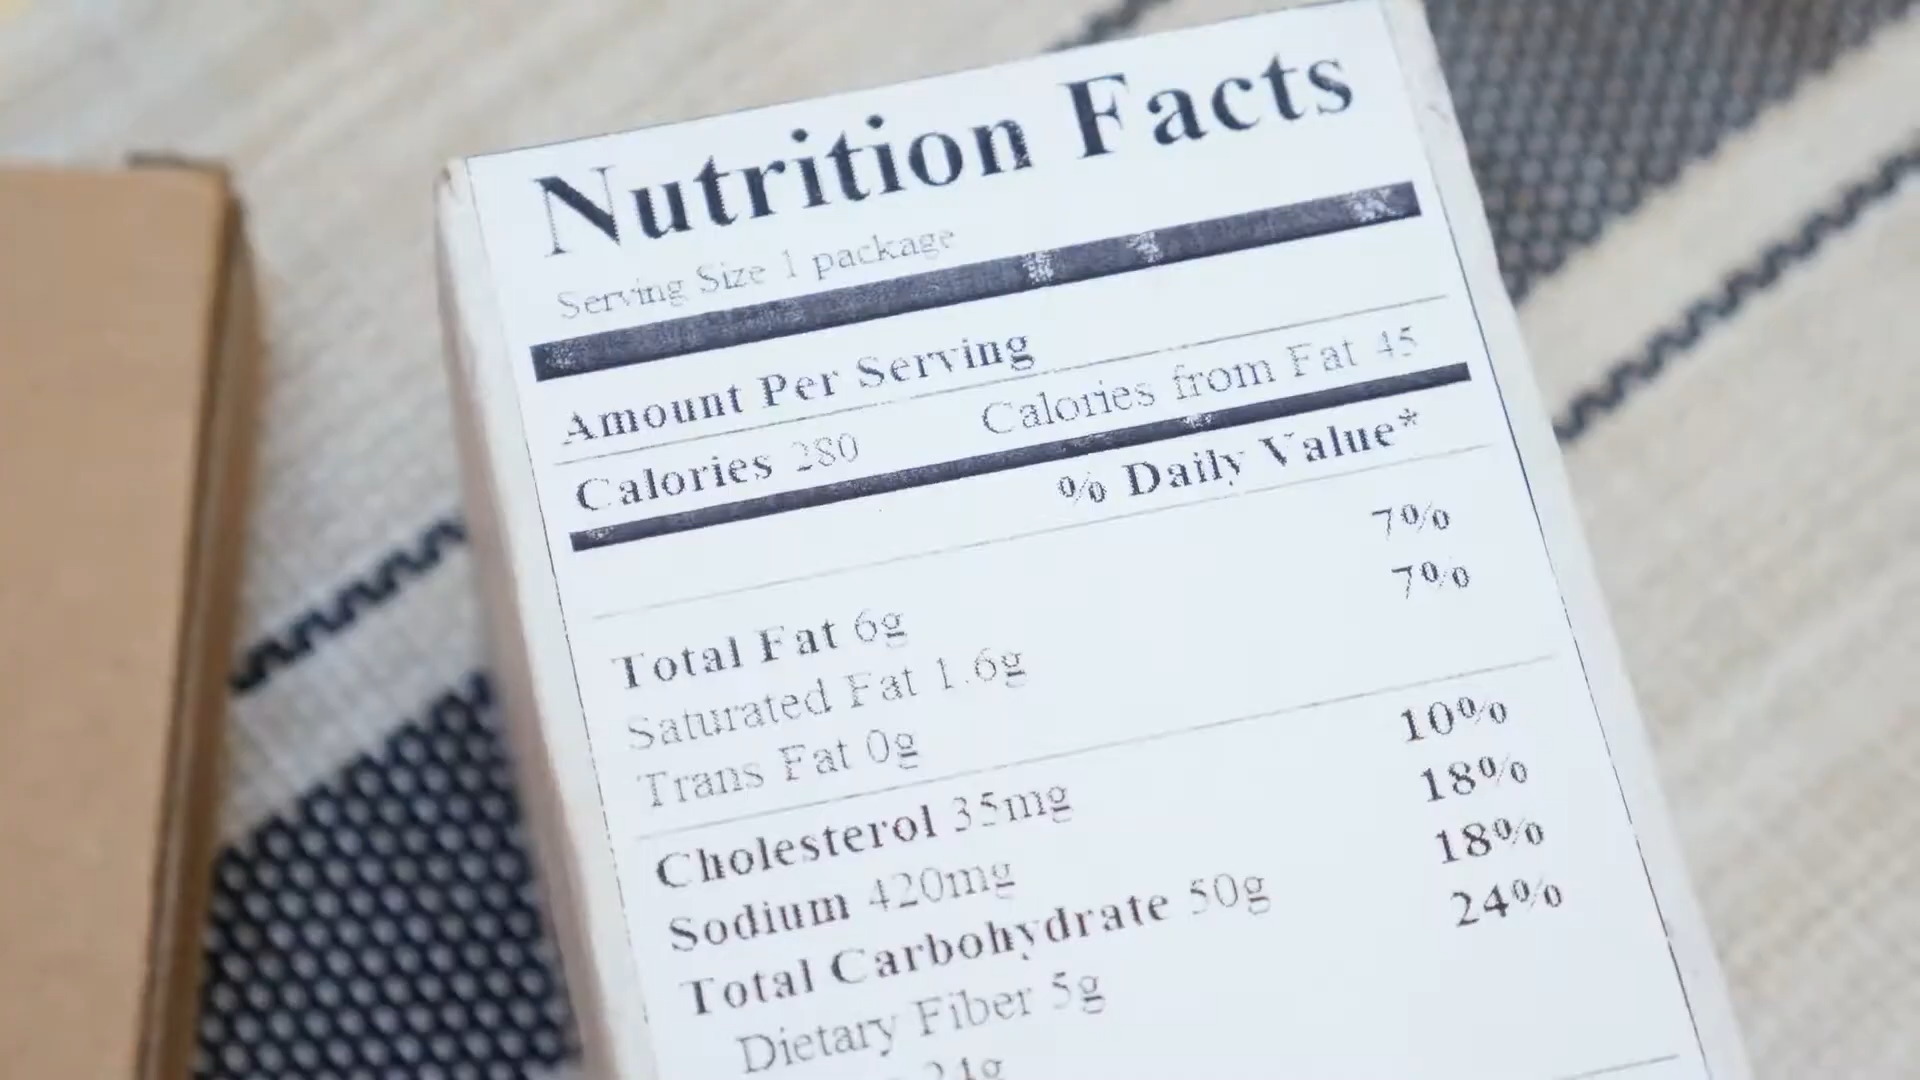 Nutrition Facts
Serving Size 1 package
Amount Per Serving
Calories 280 Calories from Fat 45
% Daily Value*
7%
7%
Total Fat 6g
Saturated Fat 1.6g
Trans Fat 0g
10%
Cholesterol 35mg
18%
Sodium 420mg
18%
Total Carbohydrate 50g
24%
Dietary Fiber 5g
24g